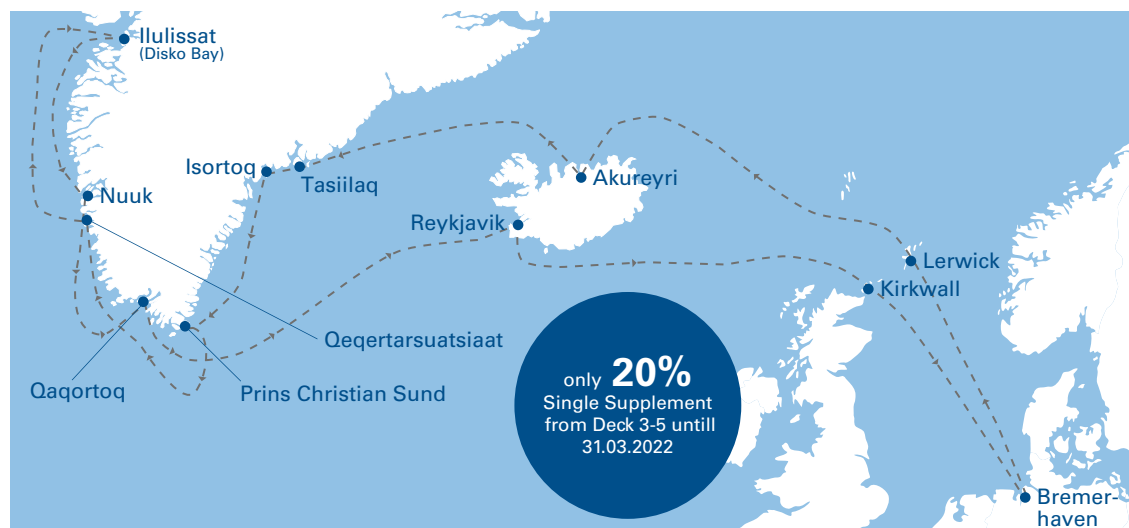 Ilulissat
(Disko Bay)
Isortoq
Tasiilaq
Akureyri
Nuuk
Reykjavik
Lerwick
Kirkwall
Qeqertarsuatsiaat
Qaqortoq
Prins Christian Sund
only 20%
Single Supplement
from Deck 3-5 untill
31.03.2022
Bremer-
haven